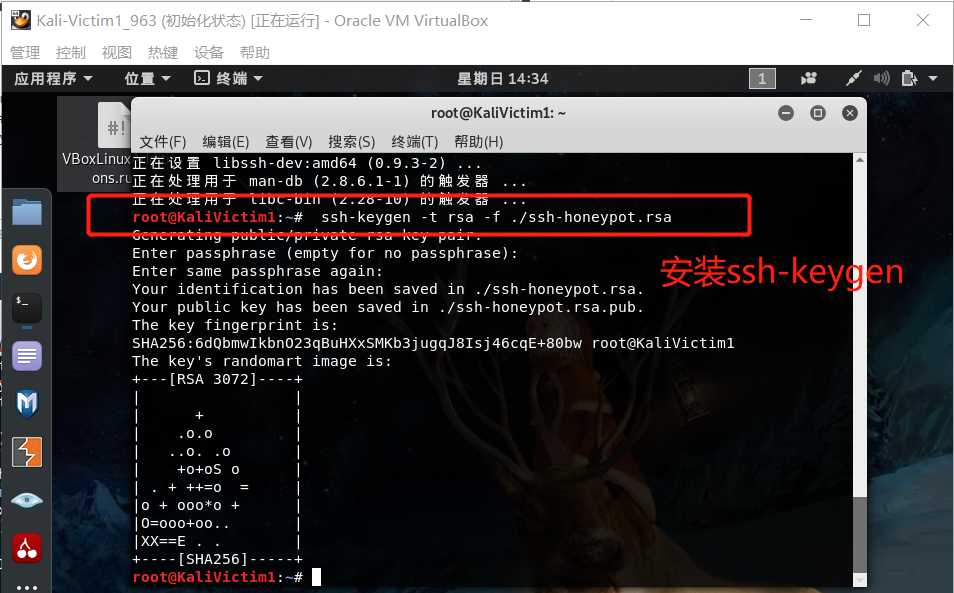 Kali-Victim1_963 (初始化状态) [正在运行] - Oracle VM VirtualBox
管理 控制 视图 热键 设备 帮助
应用程序 位置 终端 星期日 14:34 1
root@KaliVictim1: ~
#!
VBoxLinux
ons.ru
文件(F) 编辑(E) 查看(V) 搜索(S) 终端(T) 帮助(H)
正在设置 libssh-dev:amd64 (0.9.3-2) ...
正在处理用于 man-db (2.8.6.1-1) 的触发器 ...
正在处理用于 libc-bin (2.28-10) 的触发器 ...
root@KaliVictim1:~# ssh-keygen -t rsa -f ./ssh-honeypot.rsa
Generating public/private rsa key pair.
Enter passphrase (empty for no passphrase):
安装ssh-keygen
Enter same passphrase again:
Your identification has been saved in ./ssh-honeypot.rsa.
Your public key has been saved in ./ssh-honeypot.rsa.pub.
The key fingerprint is:
SHA256:6dQbmwIkbnO23qBuHXxSMKb3jugqJ8Isj46cqE+80bw root@KaliVictim1
The key's randomart image is:
+---[RSA 3072]----+
|                 |
|      +          |
|    .o.o         |
|   ..o. .o       |
|    +o+oS o      |
| . + ++=o  =     |
|o + ooo*o +      |
|O=ooo+oo..       |
|XX==E . .        |
+----[SHA256]-----+
root@KaliVictim1:~#